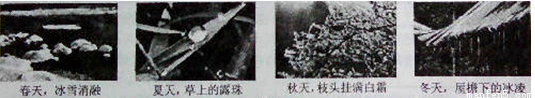 春天，冰雪消融
夏天，草上的露珠
秋天，枝头挂满白霜
冬天，屋檐下的冰凌